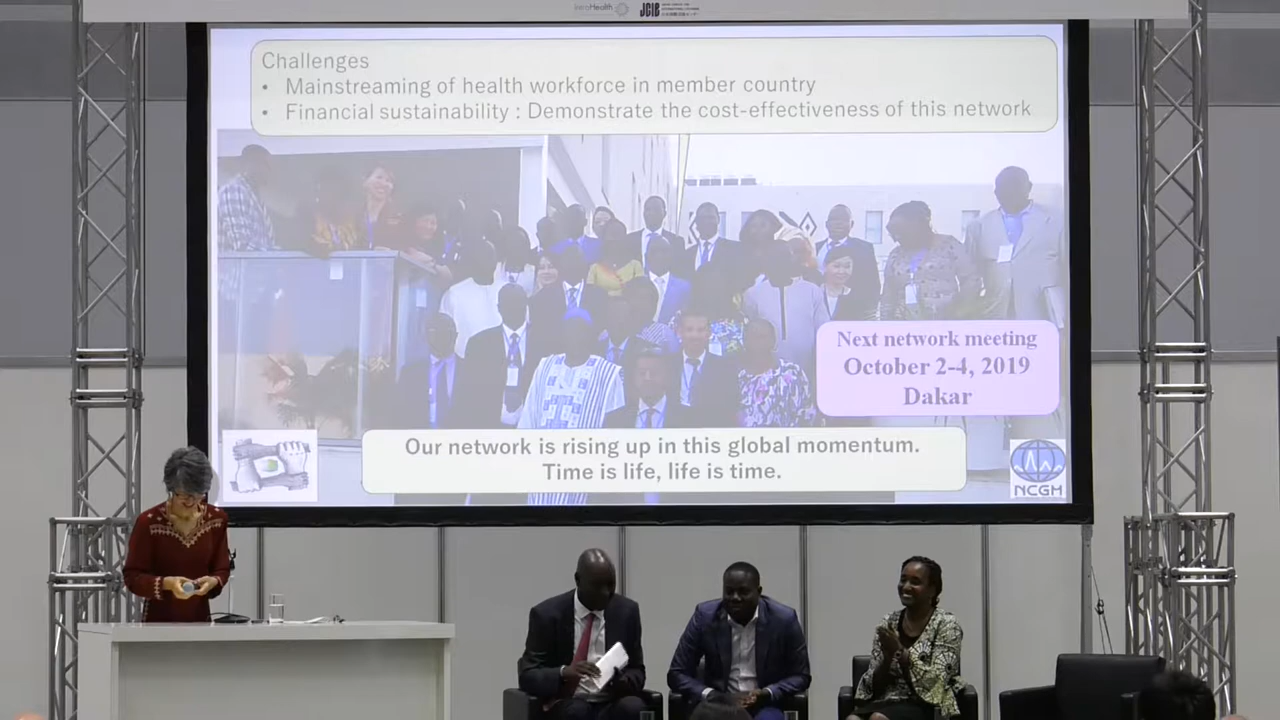 IntraHealth JCIE
Challenges
• Mainstreaming of health workforce in member country
• Financial sustainability : Demonstrate the cost-effectiveness of this network
Next network meeting
October 2-4, 2019
Dakar
Our network is rising up in this global momentum.
Time is life, life is time.
NCGM